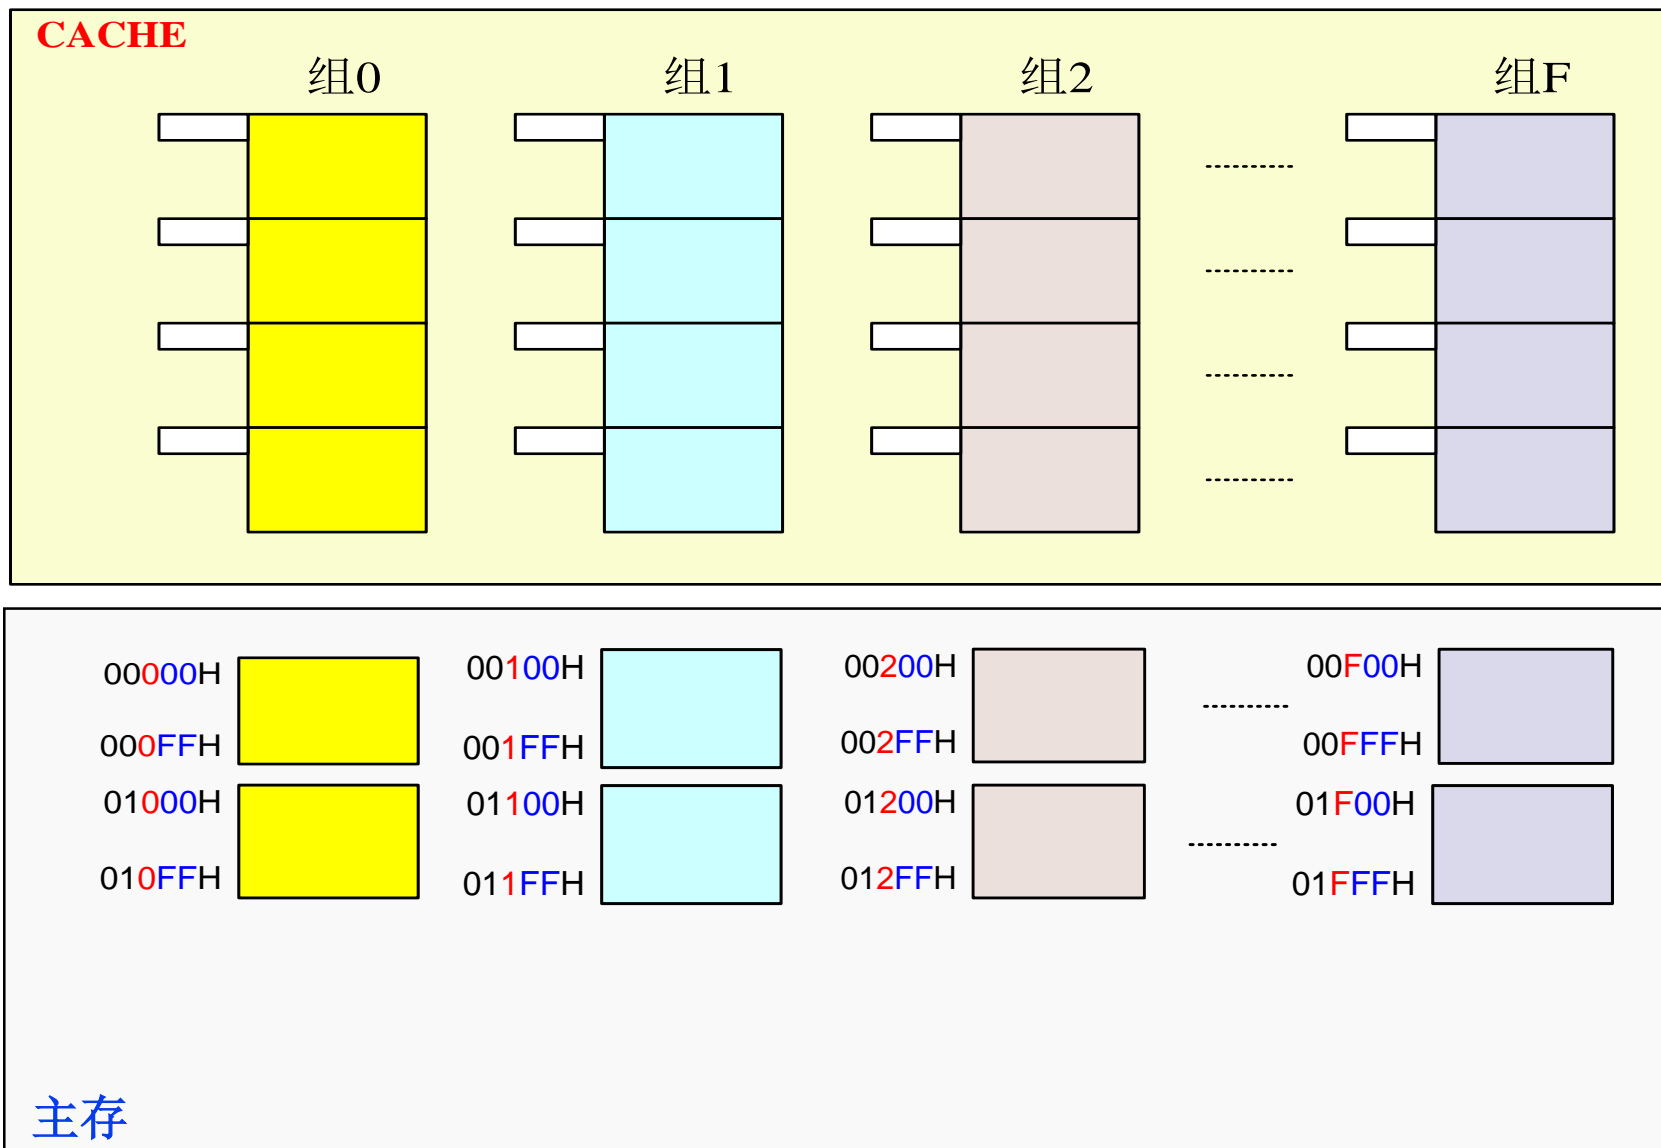 CACHE
组0 组1 组2 组F
00000H 00100H 00200H 00F00H
000FFH 001FFH 002FFH 00FFFH
01000H 01100H 01200H 01F00H
010FFH 011FFH 012FFH 01FFFH
主存